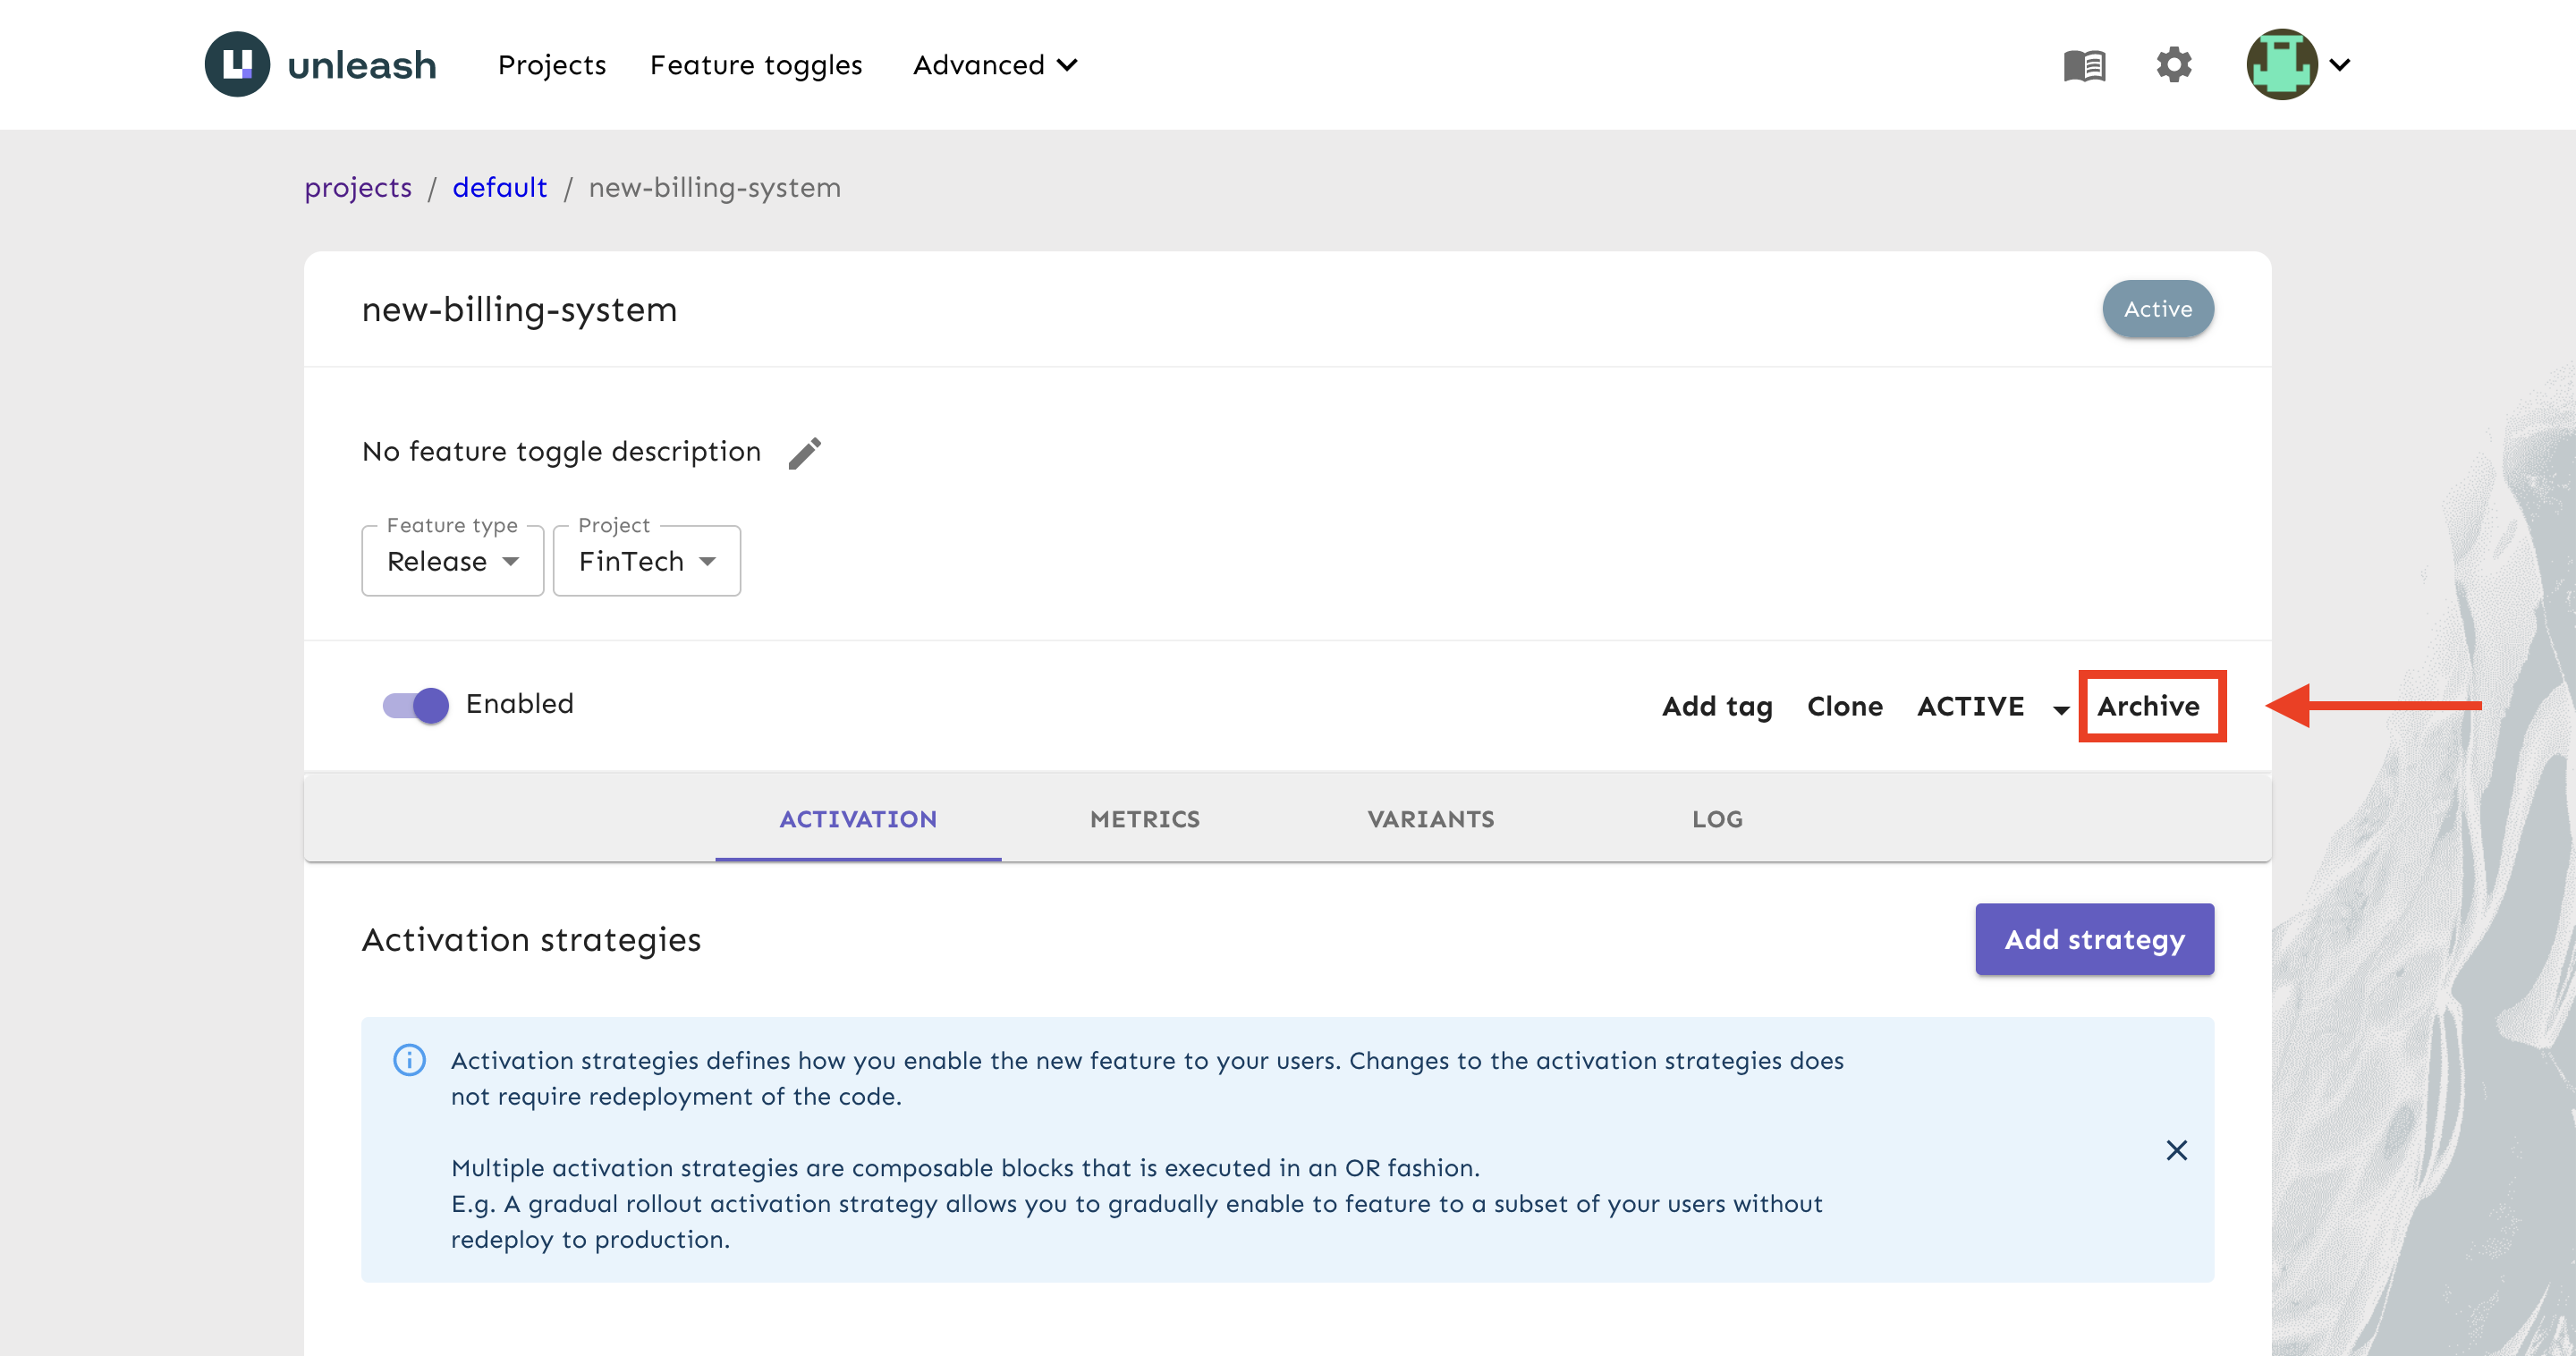 unleash Projects Feature toggles Advanced
projects / default / new-billing-system
new-billing-system Active
No feature toggle description
Feature type Project
Release FinTech
Enabled Add tag Clone ACTIVE Archive
ACTIVATION METRICS VARIANTS LOG
Activation strategies Add strategy
Activation strategies defines how you enable the new feature to your users. Changes to the activation strategies does
not require redeployment of the code.
Multiple activation strategies are composable blocks that is executed in an OR fashion.
E.g. A gradual rollout activation strategy allows you to gradually enable to feature to a subset of your users without
redeploy to production.